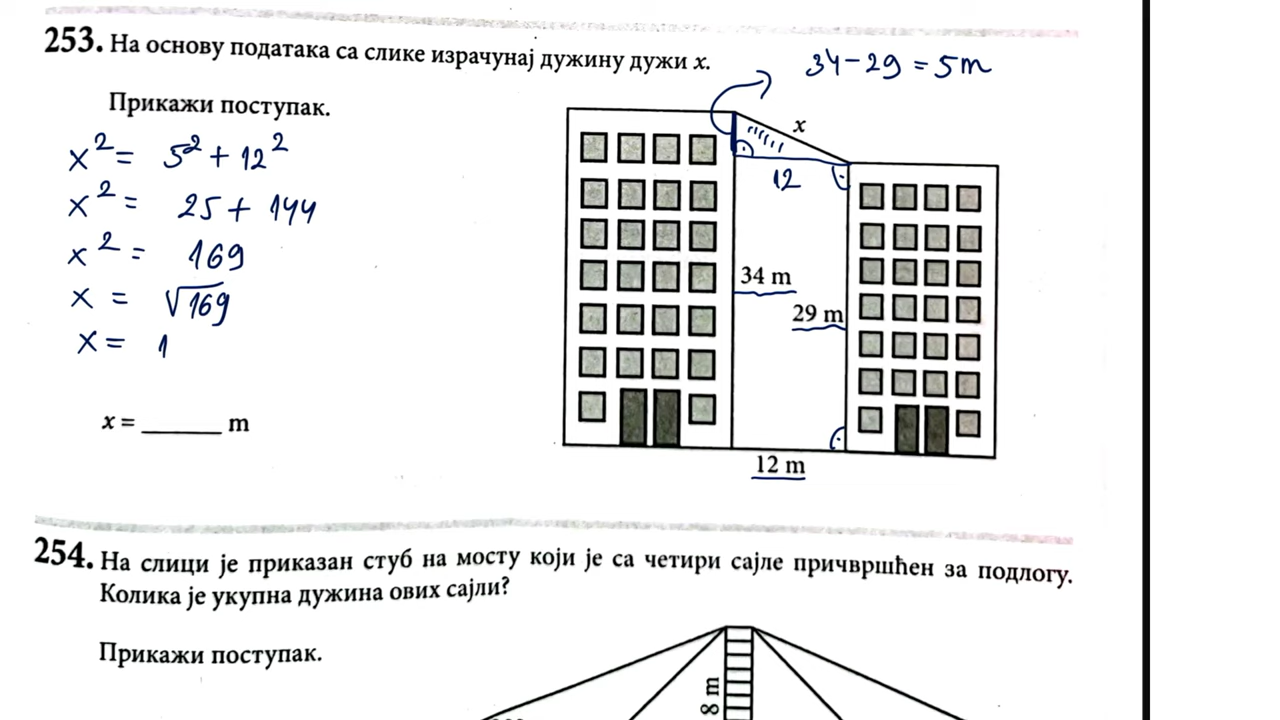 253. На основу података са слике израчунај дужину дужи x.
34-29 = 5m
Прикажи поступак.
x² = 5² + 12²
x² = 25 + 144
x² = 169
x = √169
x = 1
x
12
34 m
29 m
12 m
x = ______ m
254. На слици је приказан стуб на мосту који је са четири сајле причвршћен за подлогу.
Колика је укупна дужина ових сајли?
Прикажи поступак.
8 m